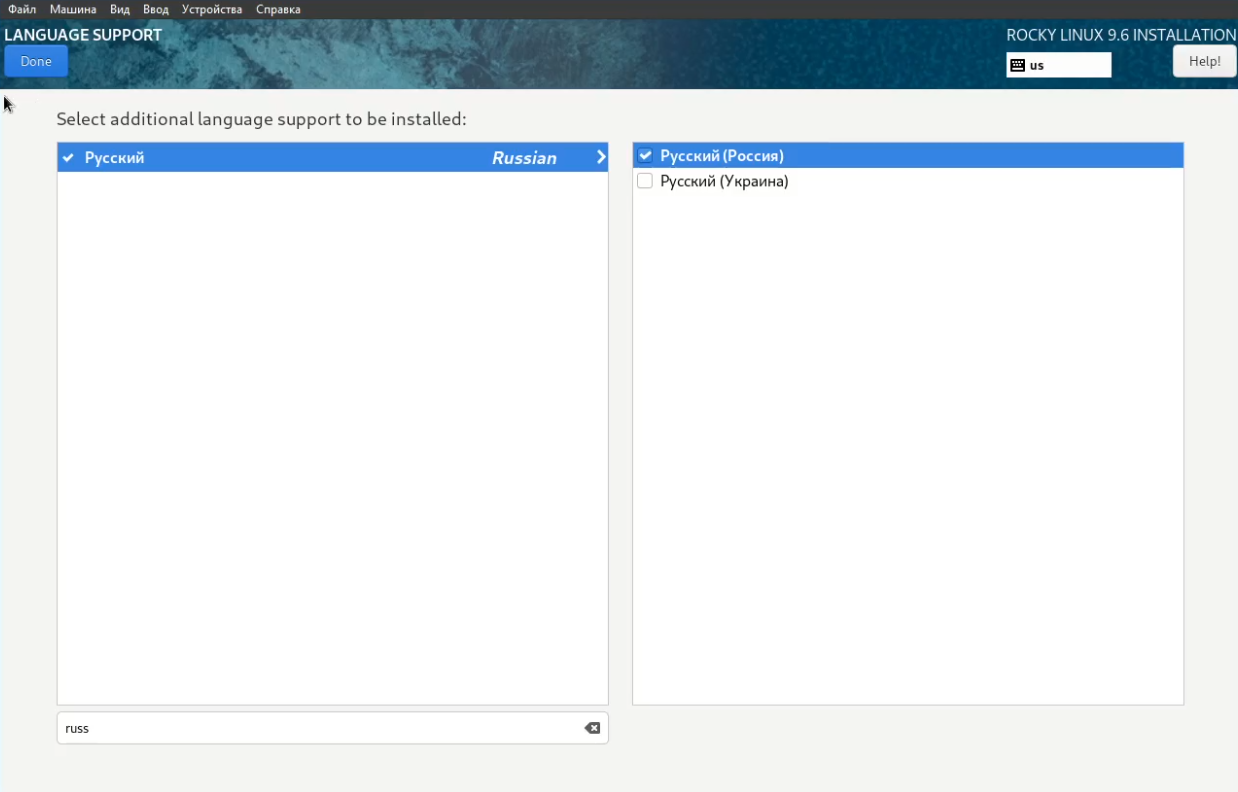 Файл Машина Вид Ввод Устройства Справка
LANGUAGE SUPPORT
ROCKY LINUX 9.6 INSTALLATION
Done
us
Help!
Select additional language support to be installed:
Русский Russian
Русский (Россия)
Русский (Украина)
russ